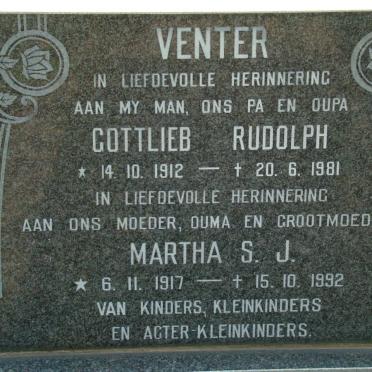 VENTER
IN LIEFDEVOLLE HERINNERING
AAN MY MAN, ONS PA EN OUPA
GOTTLIEB RUDOLPH
★ 14. 10. 1912 — † 20. 6. 1981
IN LIEFDEVOLLE HERINNERING
AAN ONS MOEDER, OUMA EN GROOTMOED
MARTHA S. J.
★ 6. 11. 1917 — † 15. 10. 1992
VAN KINDERS, KLEINKINDERS
EN AGTER-KLEINKINDERS.